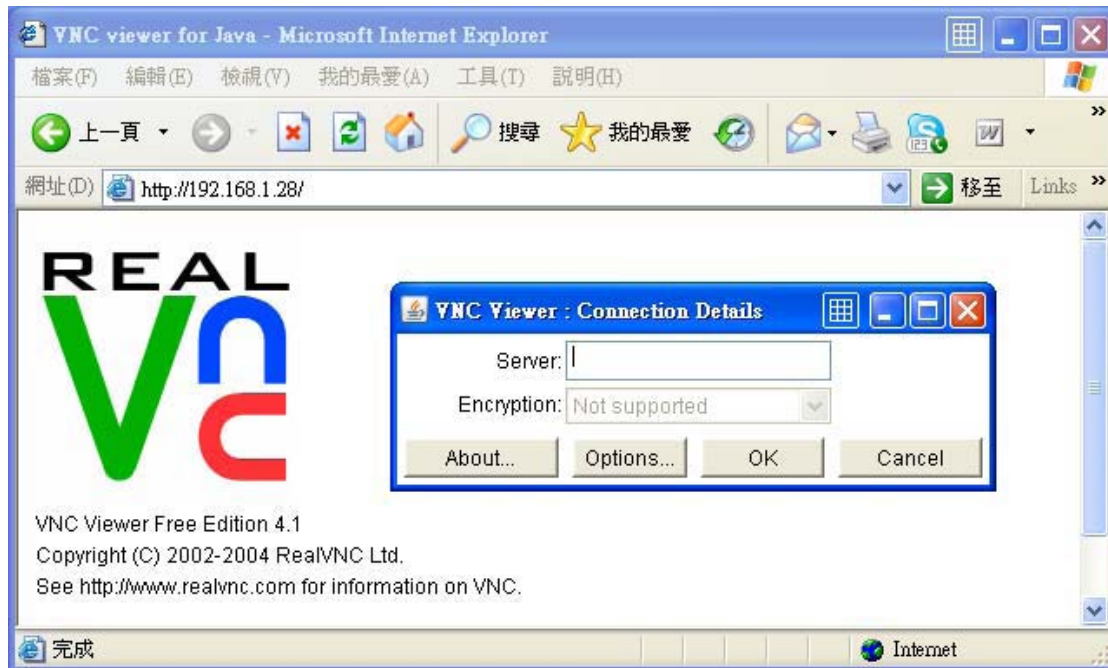 VNC viewer for Java - Microsoft Internet Explorer
檔案(F) 編輯(E) 檢視(V) 我的最愛(A) 工具(T) 說明(H)
上一頁 搜尋 我的最愛 123 W »
網址(D) http://192.168.1.28/ 移至 Links »
REAL
Vnc
VNC Viewer : Connection Details
Server:
Encryption: Not supported
About... Options... OK Cancel
VNC Viewer Free Edition 4.1
Copyright (C) 2002-2004 RealVNC Ltd.
See http://www.realvnc.com for information on VNC.
完成 Internet